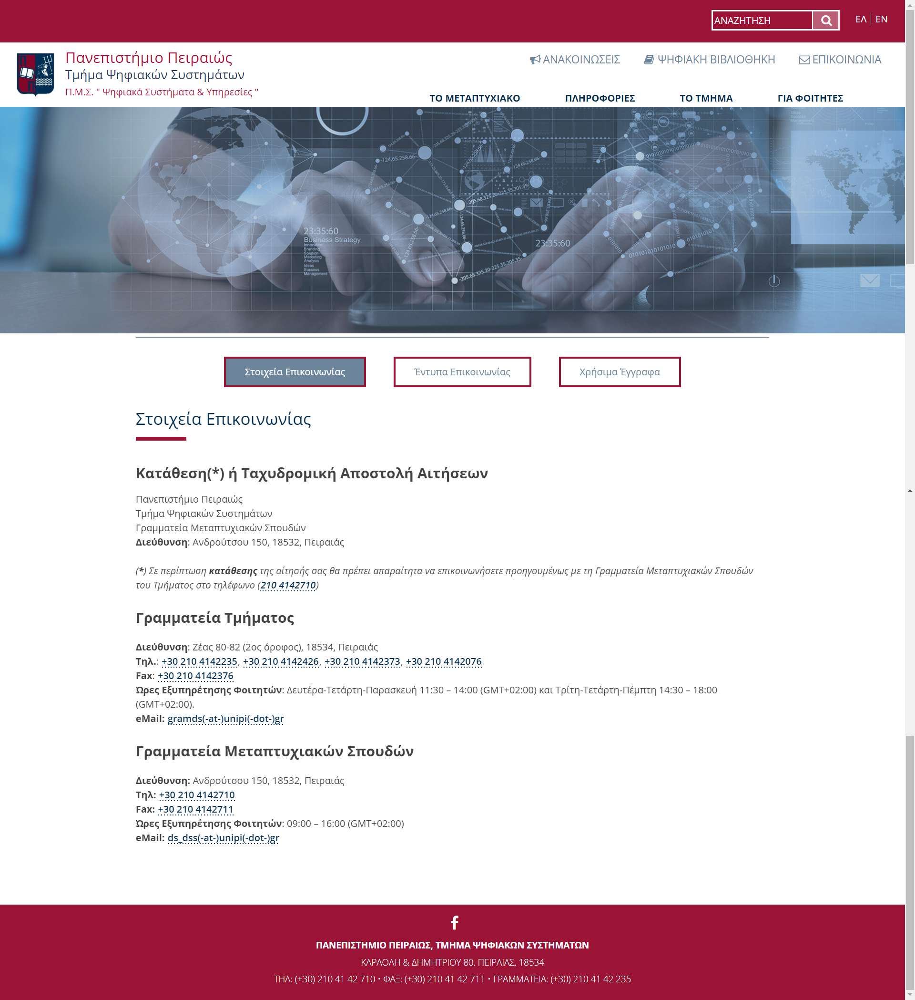 ΑΝΑΖΗΤΗΣΗ
ΕΛ | ΕΝ
Πανεπιστήμιο Πειραιώς
Τμήμα Ψηφιακών Συστημάτων
Π.Μ.Σ. " Ψηφιακά Συστήματα & Υπηρεσίες "
ΑΝΑΚΟΙΝΩΣΕΙΣ ΨΗΦΙΑΚΗ ΒΙΒΛΙΟΘΗΚΗ ΕΠΙΚΟΙΝΩΝΙΑ
ΤΟ ΜΕΤΑΠΤΥΧΙΑΚΟ ΠΛΗΡΟΦΟΡΙΕΣ ΤΟ ΤΜΗΜΑ ΓΙΑ ΦΟΙΤΗΤΕΣ
23:35:60
Business Strategy
Innovation
Branding
Solution
Marketing
Analysis
Ideas
Success
Management
23:35:60
Στοιχεία Επικοινωνίας Έντυπα Επικοινωνίας Χρήσιμα Έγγραφα
Στοιχεία Επικοινωνίας
Κατάθεση(*) ή Ταχυδρομική Αποστολή Αιτήσεων
Πανεπιστήμιο Πειραιώς
Τμήμα Ψηφιακών Συστημάτων
Γραμματεία Μεταπτυχιακών Σπουδών
Διεύθυνση: Ανδρούτσου 150, 18532, Πειραιάς
(*) Σε περίπτωση κατάθεσης της αίτησής σας θα πρέπει απαραίτητα να επικοινωνήσετε προηγουμένως με τη Γραμματεία Μεταπτυχιακών Σπουδών
του Τμήματος στο τηλέφωνο (210 4142710)
Γραμματεία Τμήματος
Διεύθυνση: Ζέας 80-82 (2ος όροφος), 18534, Πειραιάς
Τηλ.: +30 210 4142235, +30 210 4142426, +30 210 4142373, +30 210 4142076
Fax: +30 210 4142376
Ώρες Εξυπηρέτησης Φοιτητών: Δευτέρα-Τετάρτη-Παρασκευή 11:30 – 14:00 (GMT+02:00) και Τρίτη-Τετάρτη-Πέμπτη 14:30 – 18:00
(GMT+02:00).
eMail: gramds(-at-)unipi(-dot-)gr
Γραμματεία Μεταπτυχιακών Σπουδών
Διεύθυνση: Ανδρούτσου 150, 18532, Πειραιάς
Τηλ: +30 210 4142710
Fax: +30 210 4142711
Ώρες Εξυπηρέτησης Φοιτητών: 09:00 – 16:00 (GMT+02:00)
eMail: ds_dss(-at-)unipi(-dot-)gr
ΠΑΝΕΠΙΣΤΗΜΙΟ ΠΕΙΡΑΙΩΣ, ΤΜΗΜΑ ΨΗΦΙΑΚΩΝ ΣΥΣΤΗΜΑΤΩΝ
ΚΑΡΑΟΛΗ & ΔΗΜΗΤΡΙΟΥ 80, ΠΕΙΡΑΙΑΣ, 18534
ΤΗΛ: (+30) 210 41 42 710 • ΦΑΞ: (+30) 210 41 42 711 • ΓΡΑΜΜΑΤΕΙΑ: (+30) 210 41 42 235